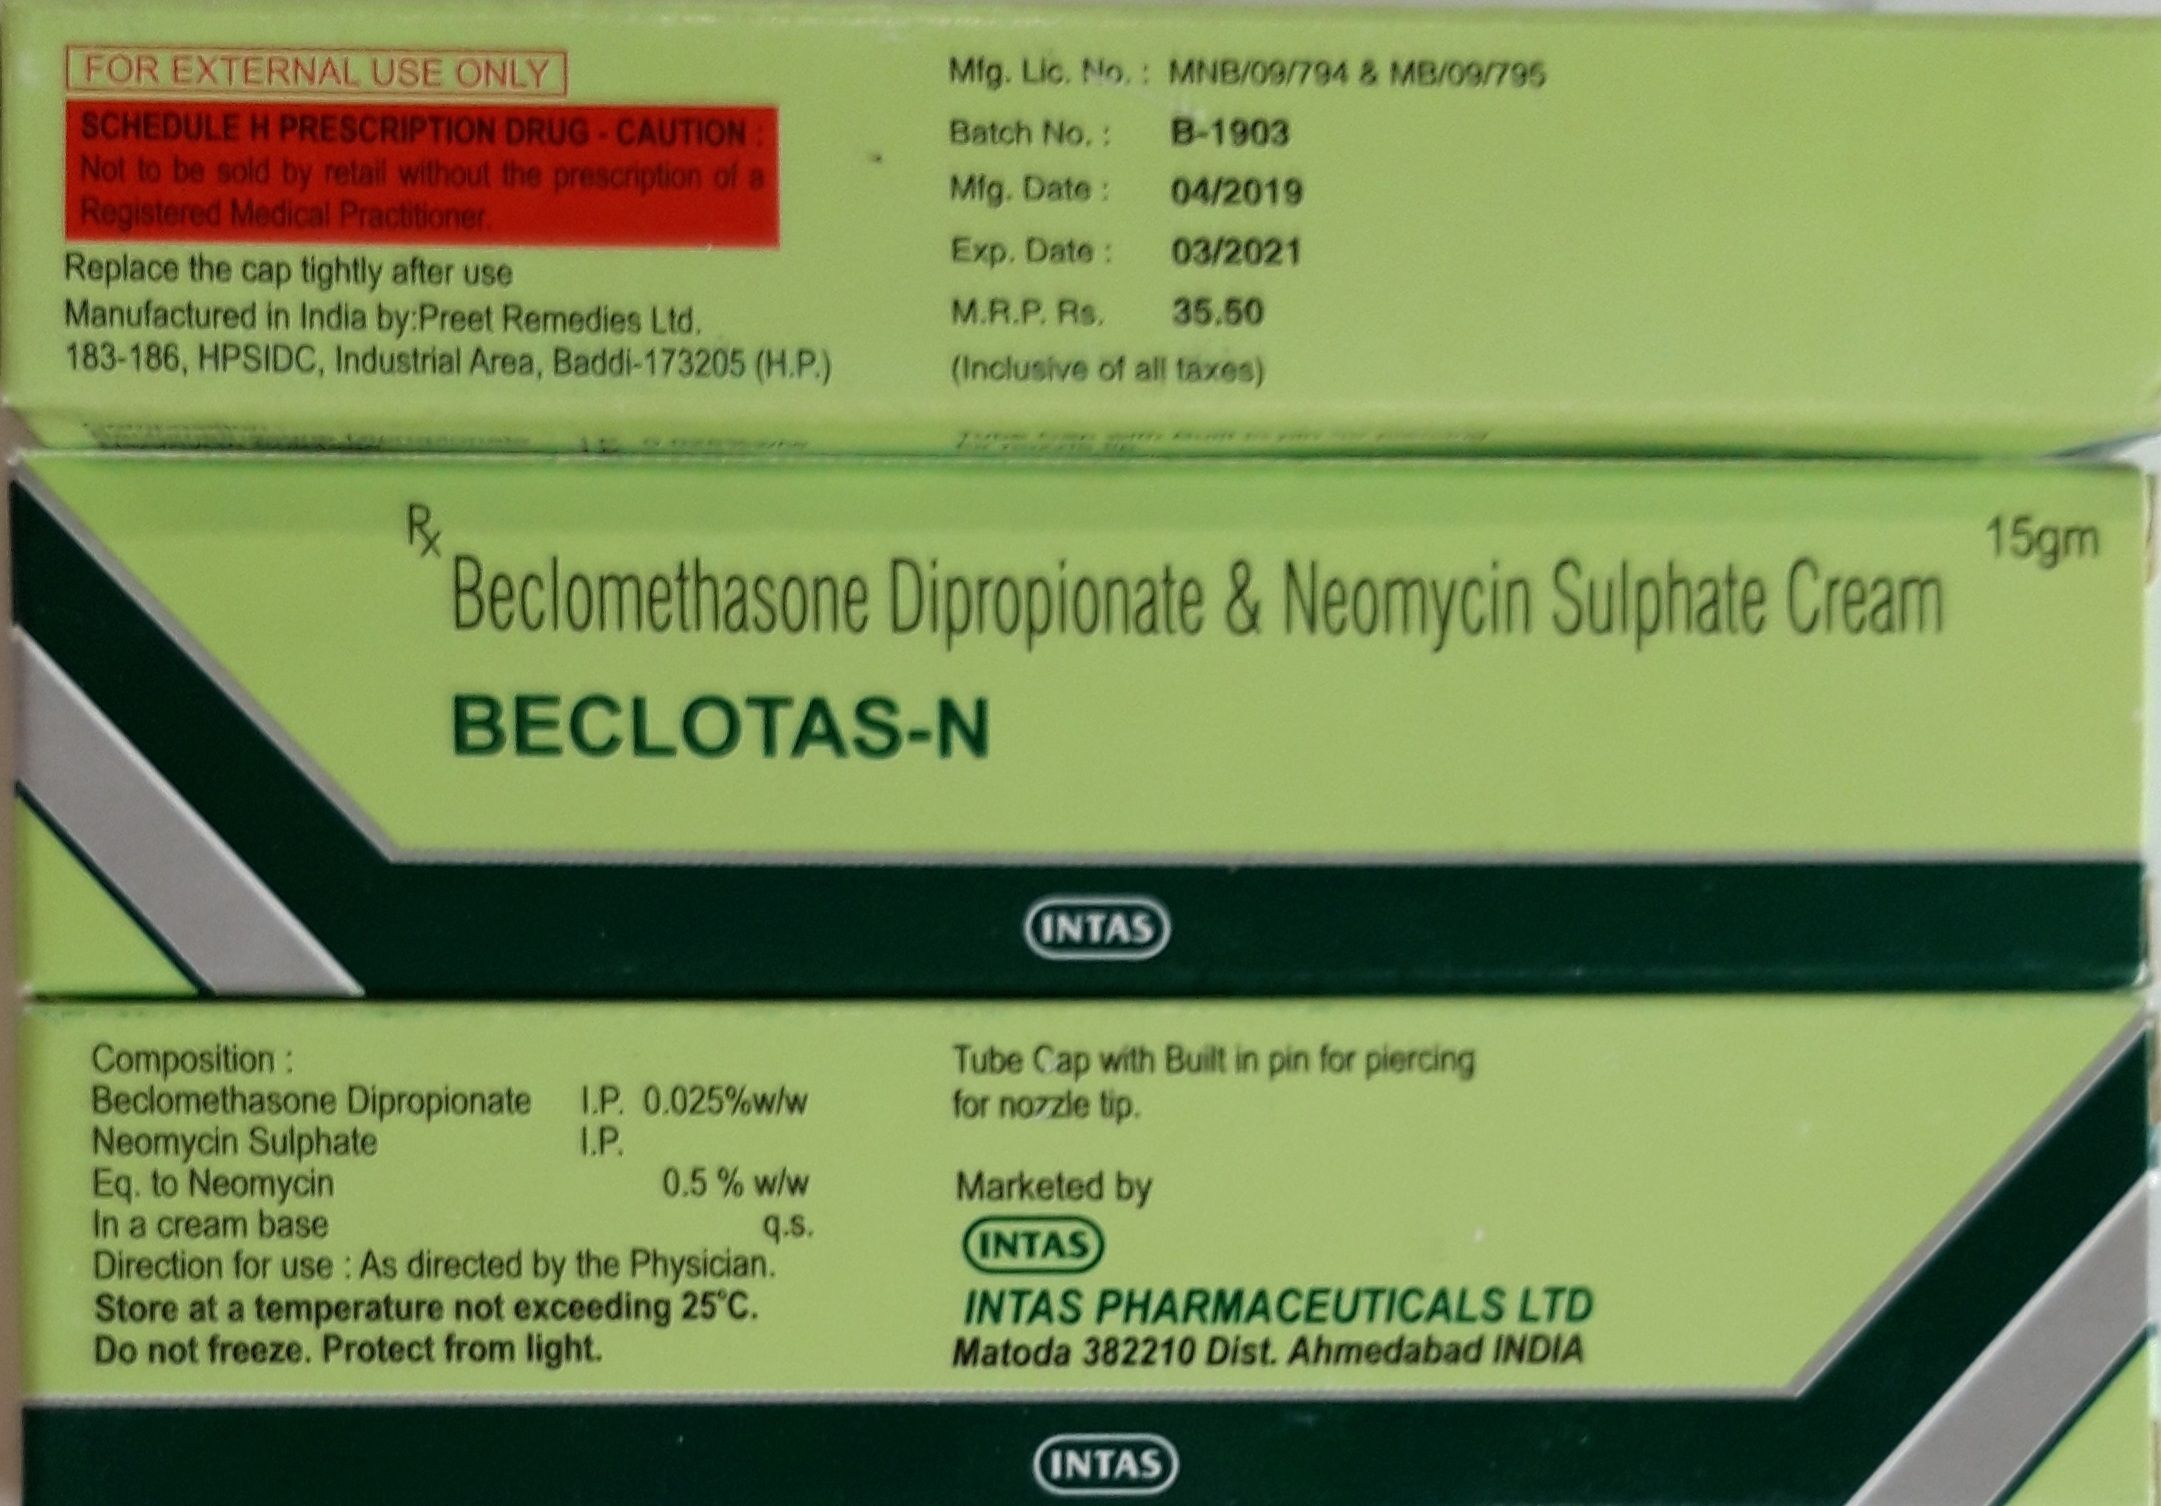 FOR EXTERNAL USE ONLY
SCHEDULE H PRESCRIPTION DRUG - CAUTION :
Not to be sold by retail without the prescription of a
Registered Medical Practitioner.
Replace the cap tightly after use
Manufactured in India by:Preet Remedies Ltd.
183-186, HPSIDC, Industrial Area, Baddi-173205 (H.P.)
Mfg. Lic. No. : MNB/09/794 & MB/09/795
Batch No. : B-1903
Mfg. Date : 04/2019
Exp. Date : 03/2021
M.R.P. Rs. 35.50
(Inclusive of all taxes)
Rx
15gm
Beclomethasone Dipropionate & Neomycin Sulphate Cream
BECLOTAS-N
INTAS
Composition :
Beclomethasone Dipropionate I.P. 0.025%w/w
Neomycin Sulphate I.P.
Eq. to Neomycin 0.5 % w/w
In a cream base q.s.
Direction for use : As directed by the Physician.
Store at a temperature not exceeding 25°C.
Do not freeze. Protect from light.
Tube Cap with Built in pin for piercing
for nozzle tip.
Marketed by
INTAS
INTAS PHARMACEUTICALS LTD
Matoda 382210 Dist. Ahmedabad INDIA
INTAS